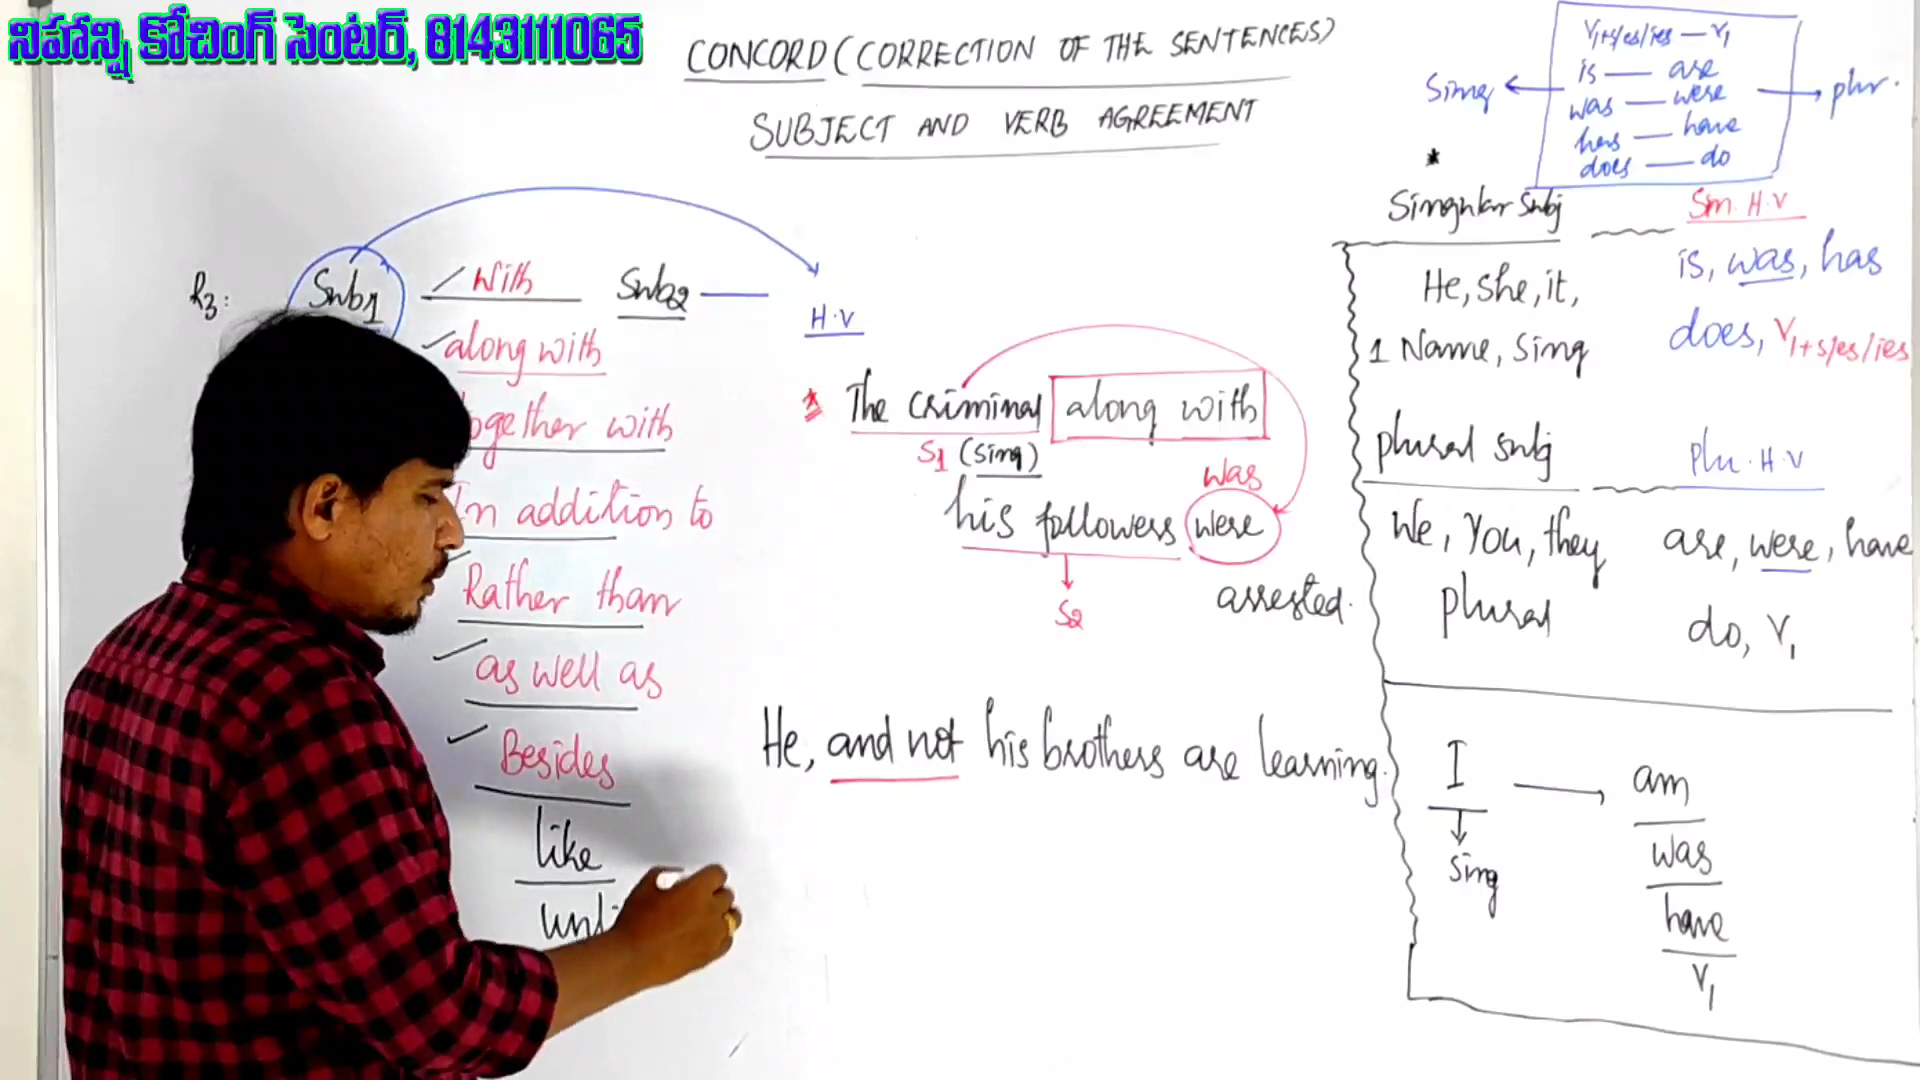 నిహాన్ని కోచింగ్ సెంటర్, 8143111065
CONCORD (CORRECTION OF THE SENTENCES)
SUBJECT AND VERB AGREEMENT
V1+s/es/ies — V1
is — are
was — were
has — have
does — do
Sing
plur.
R3:
Sub1
with
Sub2
H.V
along with
together with
In addition to
Rather than
as well as
Besides
like
unli
* The criminal along with
S1 (Sing)
was
his followers were
S2
arrested.
He, and not his brothers are learning.
*
Singular Subj
Sin. H.V
He, She, it,
is, was, has
1 Name, Sing
does, V1+s/es/ies
plural subj
plu. H.V
We, You, they
are, were, have
plural
do, V1
I
am
Sing
was
have
V1